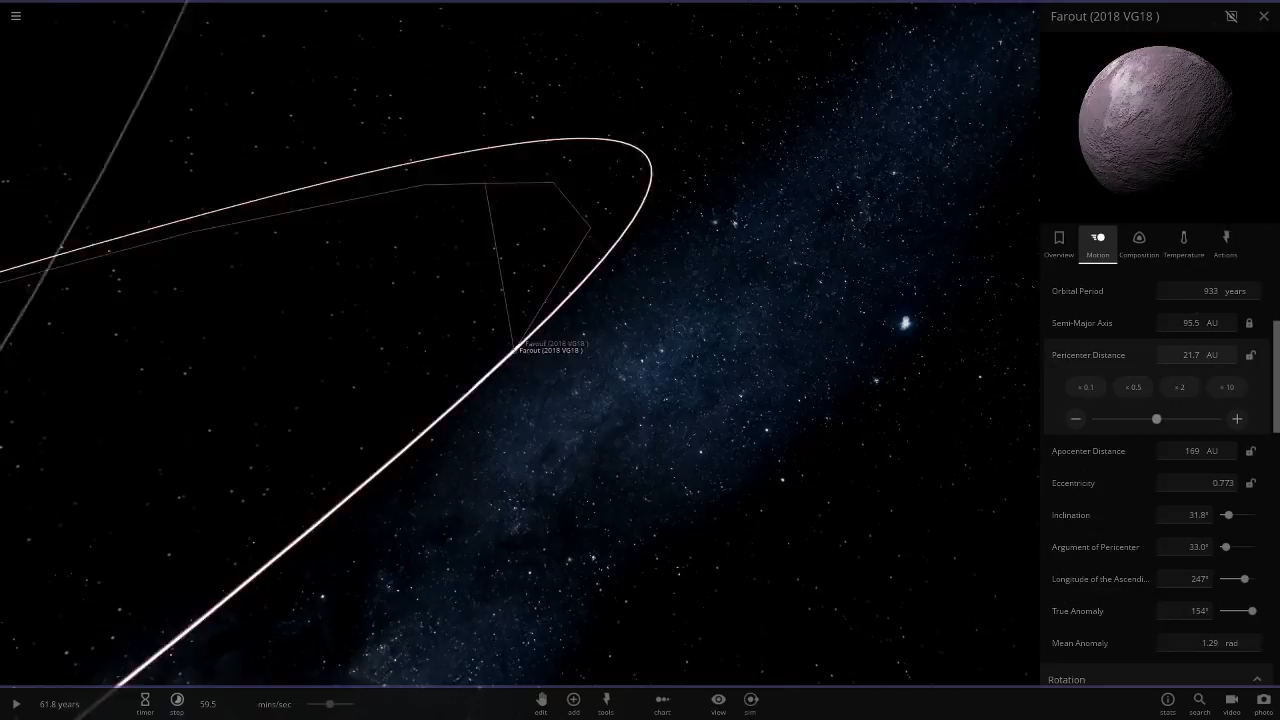 Farout (2018 VG18 )
Farout (2018 VG18 )
Farout (2018 VG18 )
Overview Motion Composition Temperature Actions
Orbital Period 933 years
Semi-Major Axis 95.5 AU
Pericenter Distance 21.7 AU
× 0.1 × 0.5 × 2 × 10
Apocenter Distance 169 AU
Eccentricity 0.773
Inclination 31.8°
Argument of Pericenter 33.0°
Longitude of the Ascendi... 247°
True Anomaly 154°
Mean Anomaly 1.29 rad
Rotation
61.8 years timer step 59.5 mins/sec edit add tools chart view sim stats search video photo